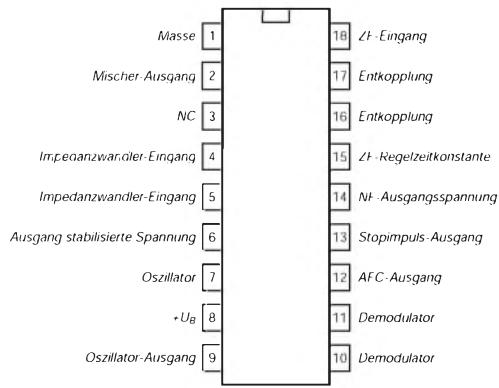 Masse 1 18 ZF-Eingang
Mischer-Ausgang 2 17 Entkopplung
NC 3 16 Entkopplung
Impedanzwandler-Eingang 4 15 ZF-Regelzeitkonstante
Impedanzwandler-Eingang 5 14 NF-Ausgangsspannung
Ausgang stabilisierte Spannung 6 13 Stopimpuls-Ausgang
Oszillator 7 12 AFC-Ausgang
+UB 8 11 Demodulator
Oszillator-Ausgang 9 10 Demodulator